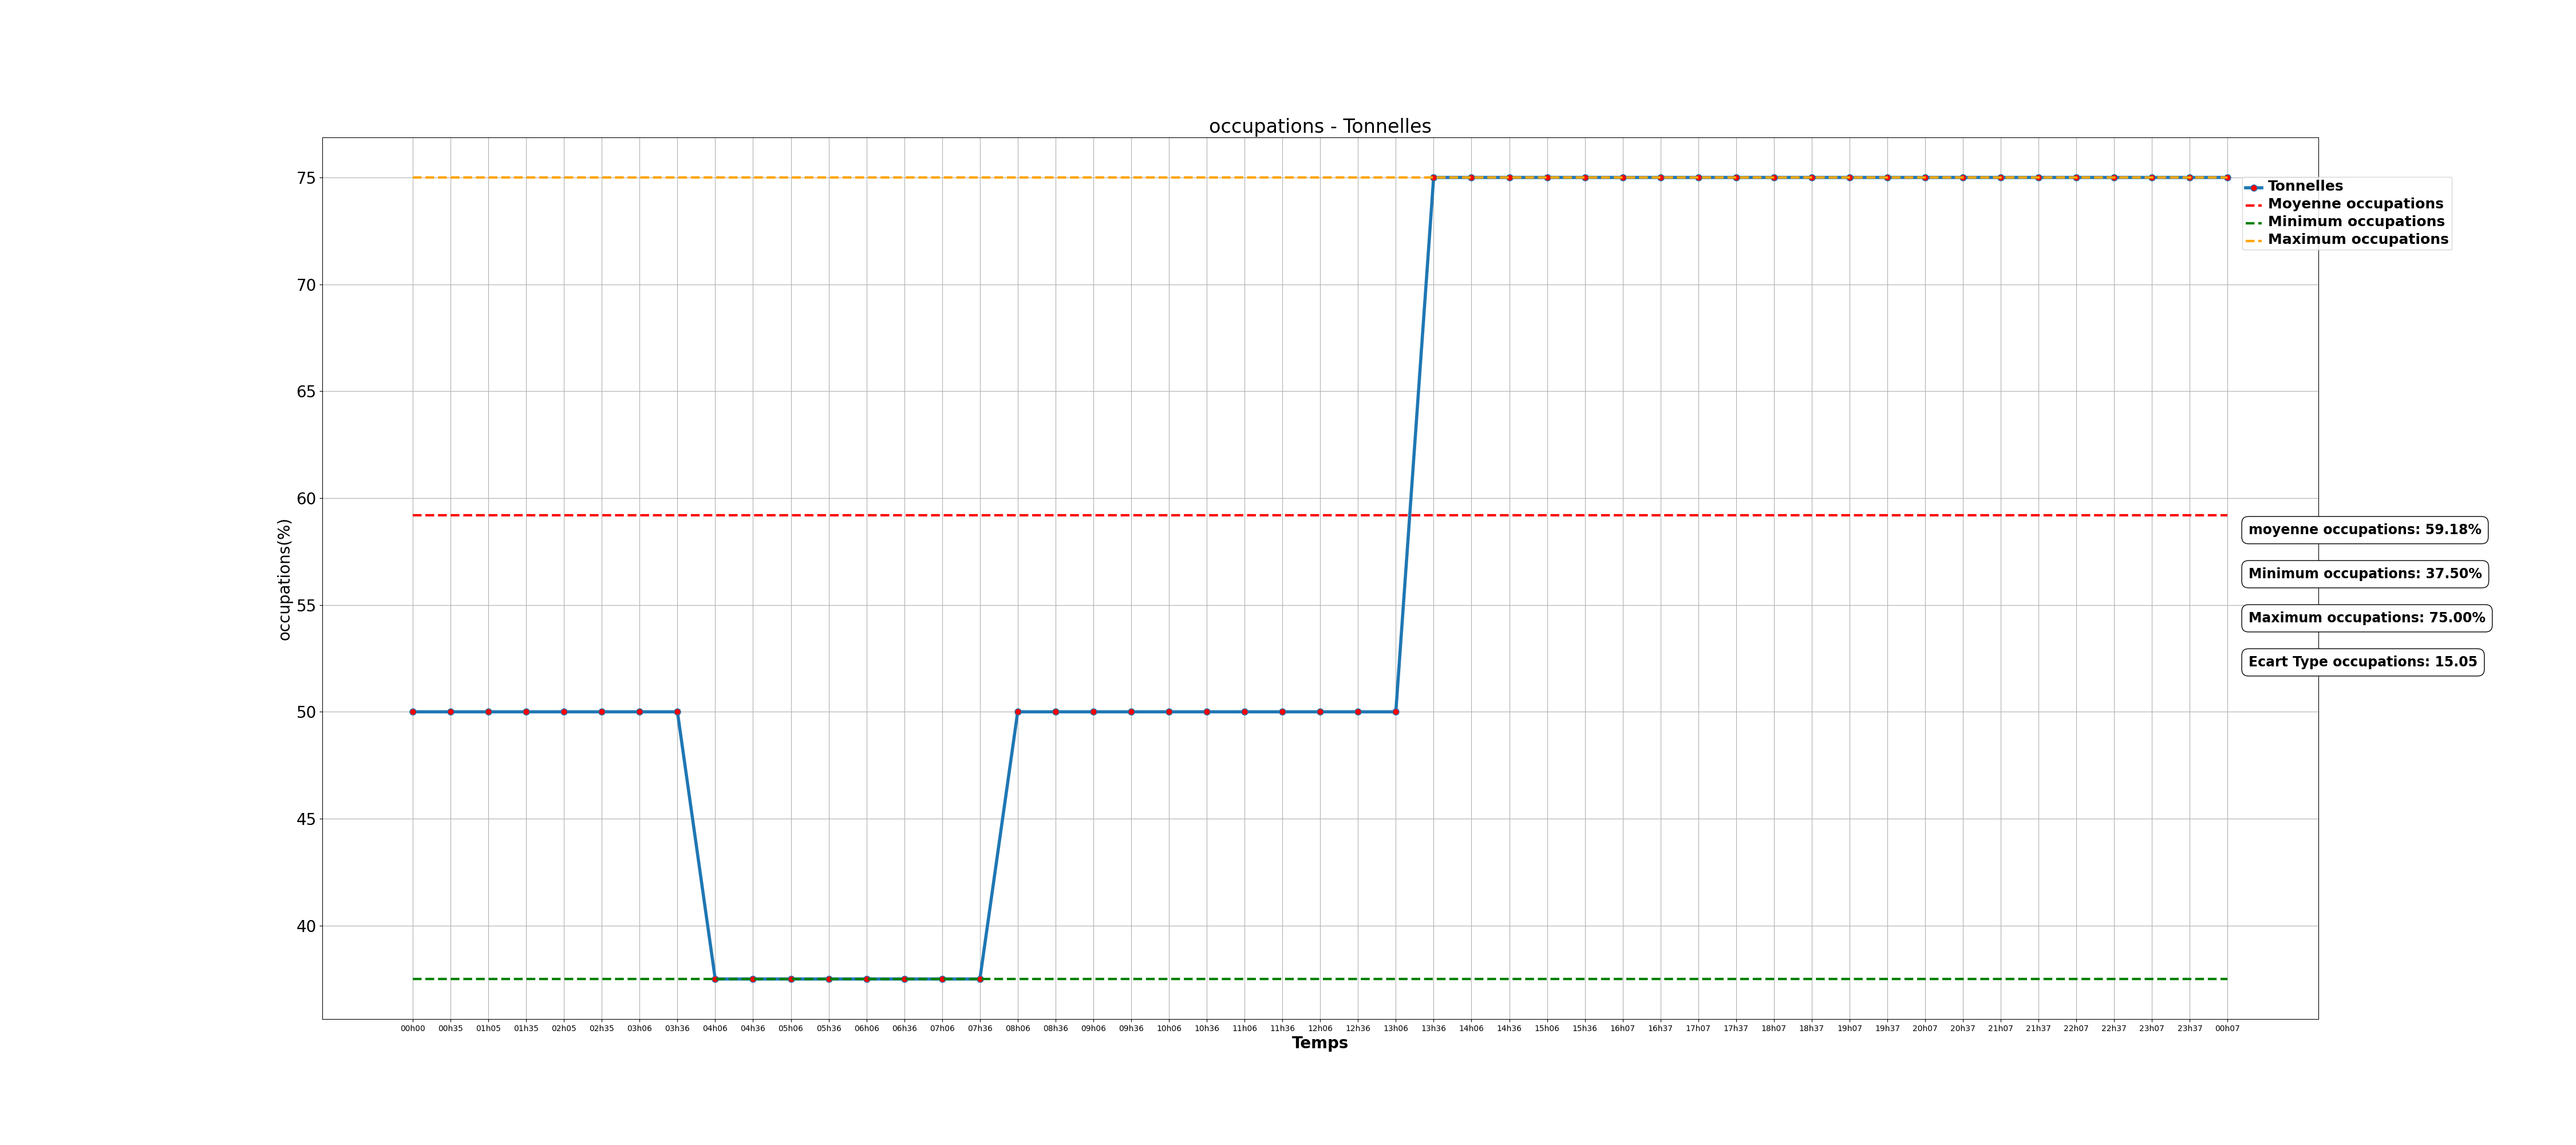 occupations - Tonnelles
75
70
65
60
55
50
45
40
occupations(%)
Tonnelles
Moyenne occupations
Minimum occupations
Maximum occupations
moyenne occupations: 59.18%
Minimum occupations: 37.50%
Maximum occupations: 75.00%
Ecart Type occupations: 15.05
00h00 00h35 01h05 01h35 02h05 02h35 03h06 03h36 04h06 04h36 05h06 05h36 06h06 06h36 07h06 07h36 08h06 08h36 09h06 09h36 10h06 10h36 11h06 11h36 12h06 12h36 13h06 13h36 14h06 14h36 15h06 15h36 16h07 16h37 17h07 17h37 18h07 18h37 19h07 19h37 20h07 20h37 21h07 21h37 22h07 22h37 23h07 23h37 00h07
Temps